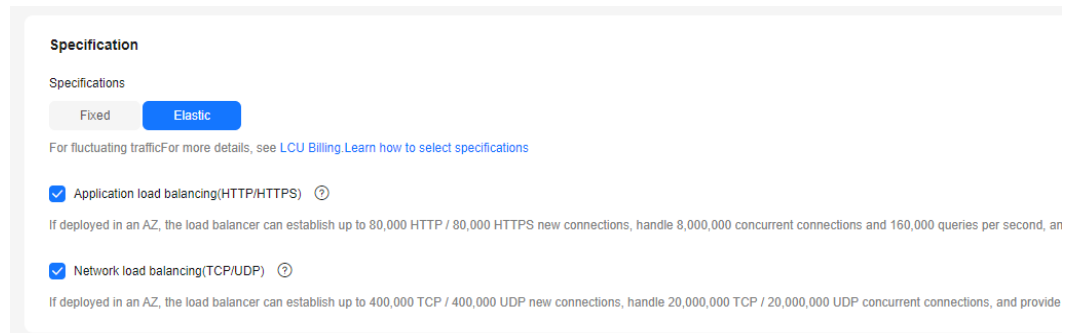 Specification
Specifications
Fixed Elastic
For fluctuating trafficFor more details, see LCU Billing.Learn how to select specifications
Application load balancing(HTTP/HTTPS) ?
If deployed in an AZ, the load balancer can establish up to 80,000 HTTP / 80,000 HTTPS new connections, handle 8,000,000 concurrent connections and 160,000 queries per second, an
Network load balancing(TCP/UDP) ?
If deployed in an AZ, the load balancer can establish up to 400,000 TCP / 400,000 UDP new connections, handle 20,000,000 TCP / 20,000,000 UDP concurrent connections, and provide